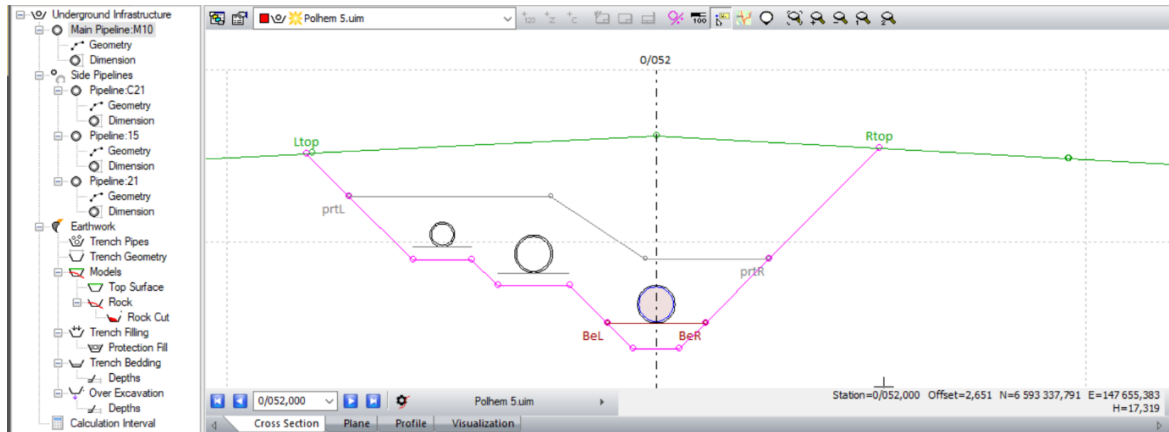 Underground Infrastructure
Main Pipeline:M10
Geometry
Dimension
Side Pipelines
Pipeline:C21
Geometry
Dimension
Pipeline:15
Geometry
Dimension
Pipeline:21
Geometry
Dimension
Earthwork
Trench Pipes
Trench Geometry
Models
Top Surface
Rock
Rock Cut
Trench Filling
Protection Fill
Trench Bedding
Depths
Over Excavation
Depths
Calculation Interval
Polhem 5.uim
0/052
Ltop
Rtop
prtL
prtR
BeL BeR
0/052,000 Polhem 5.uim
Station=0/052,000 Offset=2,651 N=6 593 337,791 E=147 655,383
H=17,319
Cross Section Plane Profile Visualization